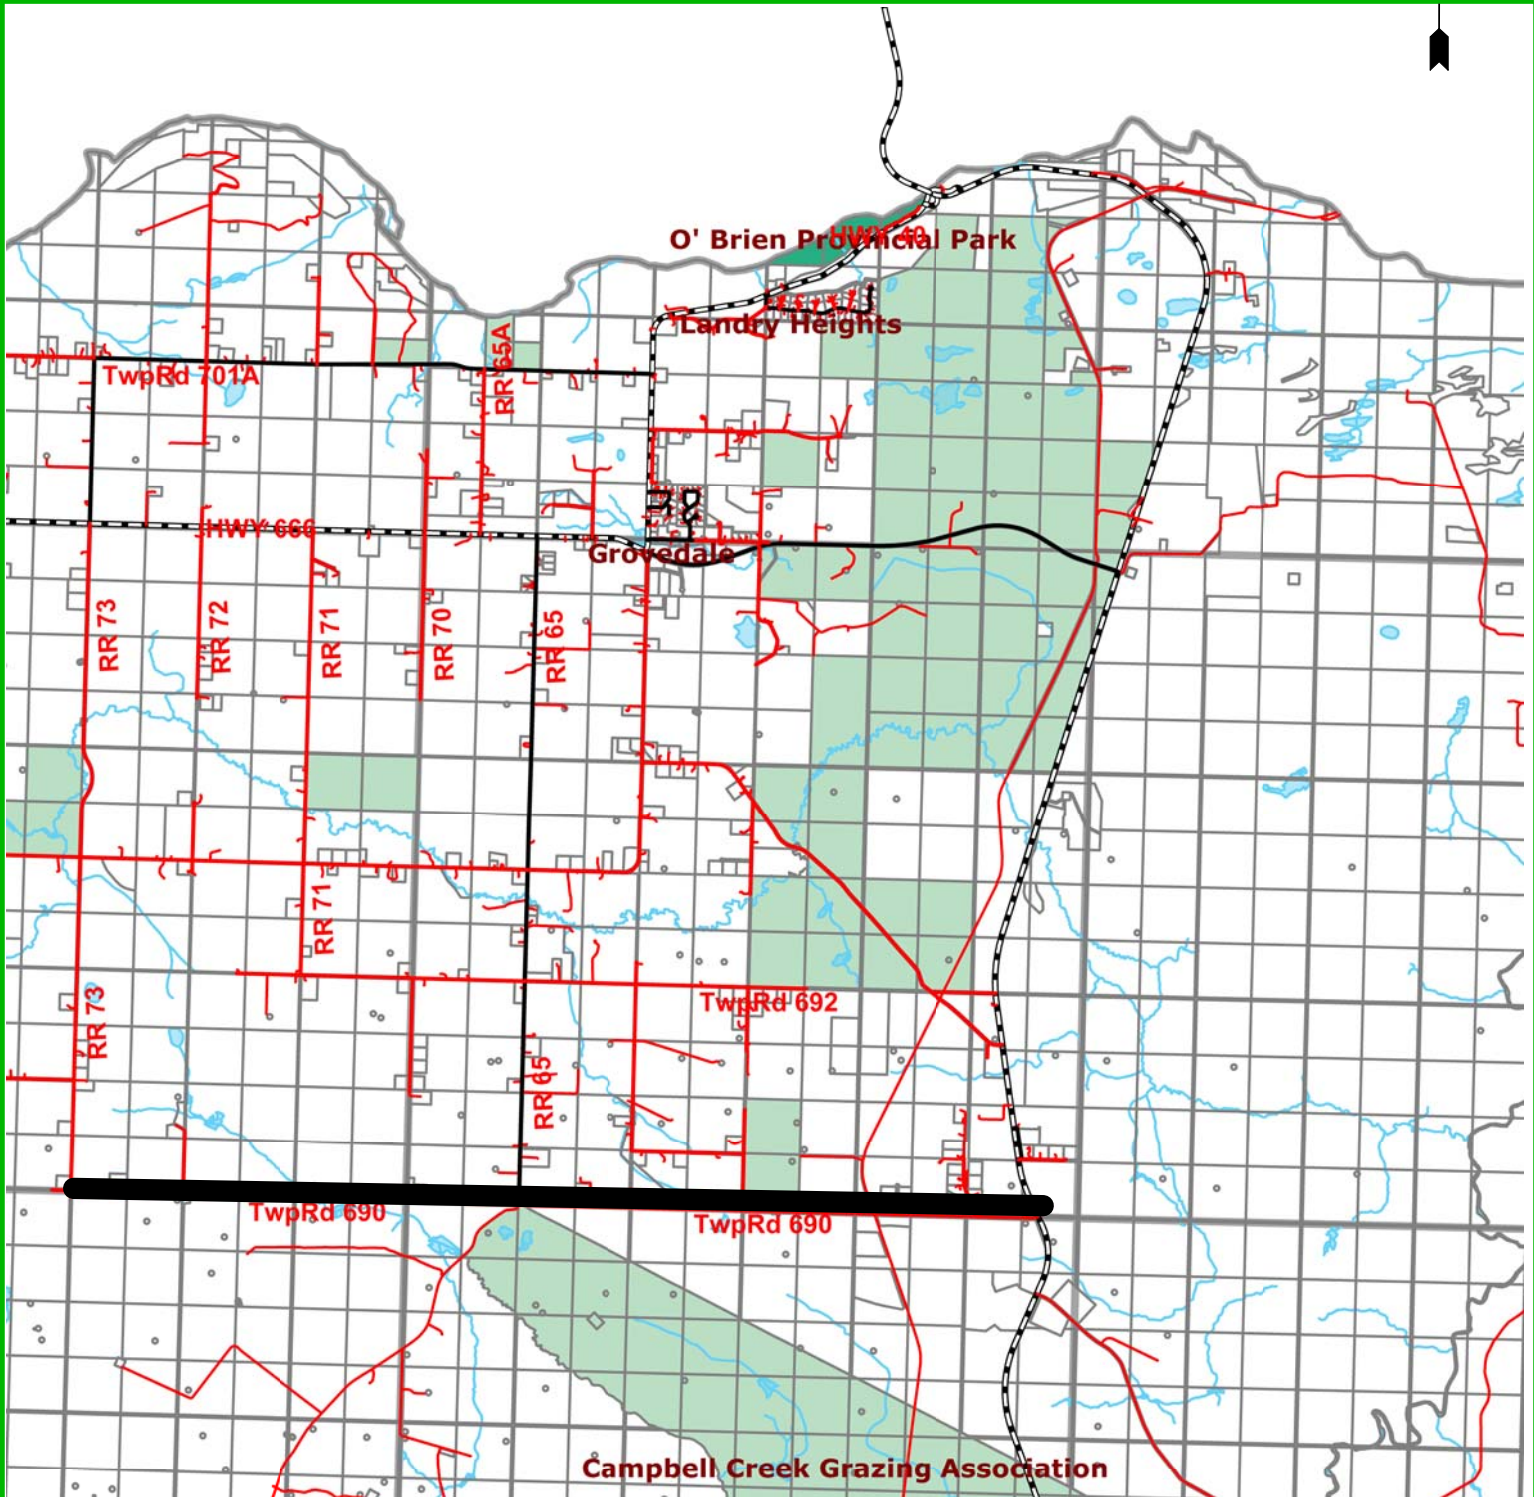 O' Brien Provincial Park
HWY 40
Landry Heights
RR 65A
TwpRd 701A
HWY 666
Grovedale
RR 73
RR 72
RR 71
RR 70
RR 65
RR 71
TwpRd 692
RR 73
RR 65
TwpRd 690
TwpRd 690
Campbell Creek Grazing Association